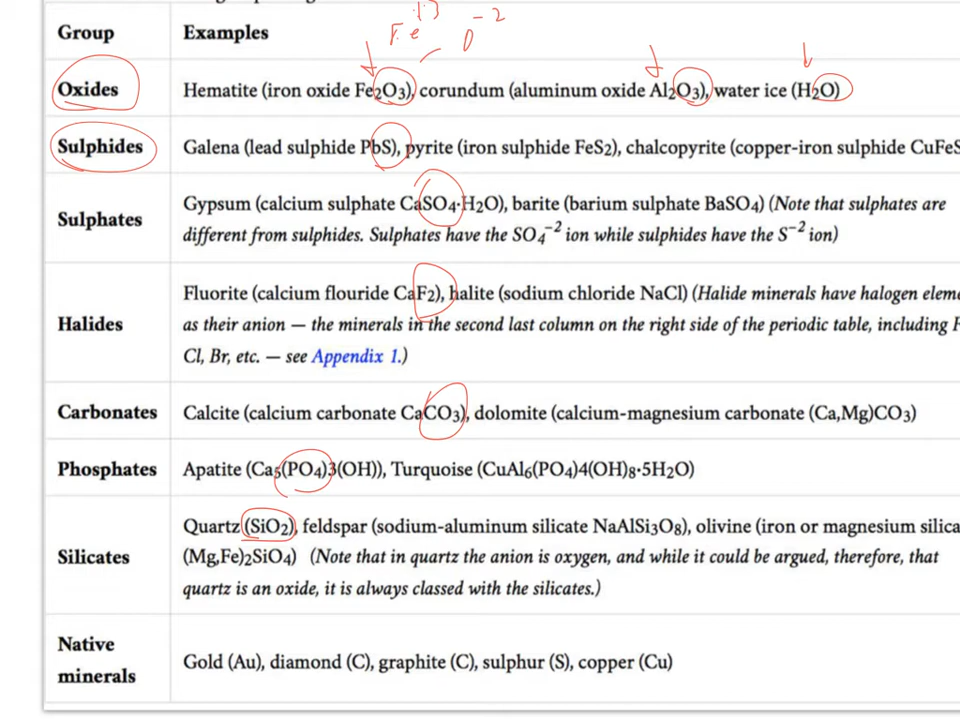 Fe +3 O -2
Group Examples
Oxides Hematite (iron oxide Fe2O3), corundum (aluminum oxide Al2O3), water ice (H2O)
Sulphides Galena (lead sulphide PbS), pyrite (iron sulphide FeS2), chalcopyrite (copper-iron sulphide CuFeS
Gypsum (calcium sulphate CaSO4·H2O), barite (barium sulphate BaSO4) (Note that sulphates are
Sulphates
different from sulphides. Sulphates have the SO4−2 ion while sulphides have the S−2 ion)
Fluorite (calcium flouride CaF2), halite (sodium chloride NaCl) (Halide minerals have halogen eleme
Halides as their anion — the minerals in the second last column on the right side of the periodic table, including F
Cl, Br, etc. — see Appendix 1.)
Carbonates Calcite (calcium carbonate CaCO3), dolomite (calcium-magnesium carbonate (Ca,Mg)CO3)
Phosphates Apatite (Ca5(PO4)3(OH)), Turquoise (CuAl6(PO4)4(OH)8·5H2O)
Quartz (SiO2), feldspar (sodium-aluminum silicate NaAlSi3O8), olivine (iron or magnesium silica
Silicates (Mg,Fe)2SiO4) (Note that in quartz the anion is oxygen, and while it could be argued, therefore, that
quartz is an oxide, it is always classed with the silicates.)
Native
minerals
Gold (Au), diamond (C), graphite (C), sulphur (S), copper (Cu)